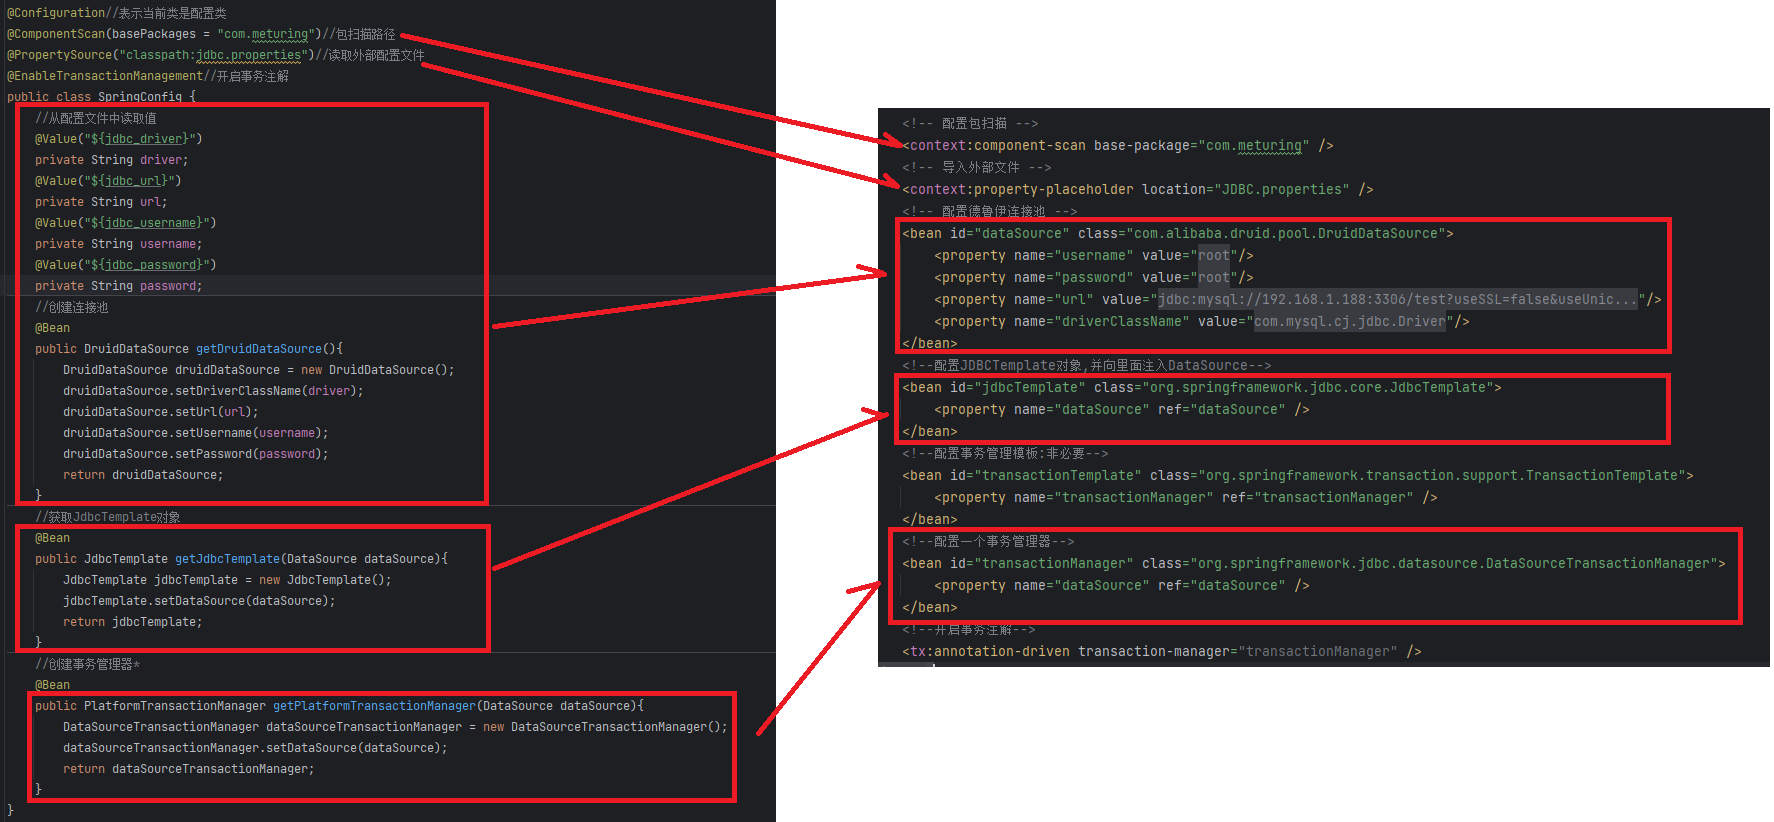 @Configuration//表示当前类是配置类
@ComponentScan(basePackages = "com.meturing")//包扫描路径
@PropertySource("classpath:jdbc.properties")//读取外部配置文件
@EnableTransactionManagement//开启事务注解
public class SpringConfig {
//从配置文件中读取值
@Value("${jdbc_driver}")
private String driver;
@Value("${jdbc_url}")
private String url;
@Value("${jdbc_username}")
private String username;
@Value("${jdbc_password}")
private String password;
//创建连接池
@Bean
public DruidDataSource getDruidDataSource(){
DruidDataSource druidDataSource = new DruidDataSource();
druidDataSource.setDriverClassName(driver);
druidDataSource.setUrl(url);
druidDataSource.setUsername(username);
druidDataSource.setPassword(password);
return druidDataSource;
}
//获取JdbcTemplate对象
@Bean
public JdbcTemplate getJdbcTemplate(DataSource dataSource){
JdbcTemplate jdbcTemplate = new JdbcTemplate();
jdbcTemplate.setDataSource(dataSource);
return jdbcTemplate;
}
//创建事务管理器*
@Bean
public PlatformTransactionManager getPlatformTransactionManager(DataSource dataSource){
DataSourceTransactionManager dataSourceTransactionManager = new DataSourceTransactionManager();
dataSourceTransactionManager.setDataSource(dataSource);
return dataSourceTransactionManager;
}
}
<!-- 配置包扫描 -->
<context:component-scan base-package="com.meturing" />
<!-- 导入外部文件 -->
<context:property-placeholder location="JDBC.properties" />
<!-- 配置德鲁伊连接池 -->
<bean id="dataSource" class="com.alibaba.druid.pool.DruidDataSource">
<property name="username" value="root"/>
<property name="password" value="root"/>
<property name="url" value="jdbc:mysql://192.168.1.188:3306/test?useSSL=false&useUnic..."/>
<property name="driverClassName" value="com.mysql.cj.jdbc.Driver"/>
</bean>
<!--配置JDBCTemplate对象,并向里面注入DataSource-->
<bean id="jdbcTemplate" class="org.springframework.jdbc.core.JdbcTemplate">
<property name="dataSource" ref="dataSource" />
</bean>
<!--配置事务管理模板:非必要-->
<bean id="transactionTemplate" class="org.springframework.transaction.support.TransactionTemplate">
<property name="transactionManager" ref="transactionManager" />
</bean>
<!--配置一个事务管理器-->
<bean id="transactionManager" class="org.springframework.jdbc.datasource.DataSourceTransactionManager">
<property name="dataSource" ref="dataSource" />
</bean>
<!--开启事务注解-->
<tx:annotation-driven transaction-manager="transactionManager" />